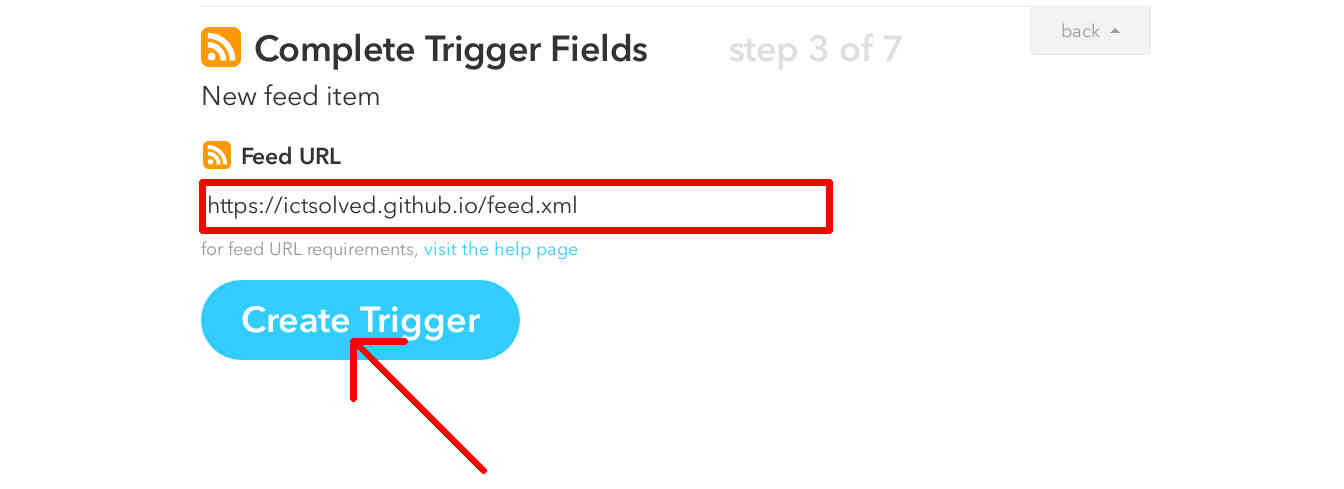 Complete Trigger Fields step 3 of 7 back
New feed item
Feed URL
https://ictsolved.github.io/feed.xml
for feed URL requirements, visit the help page
Create Trigger